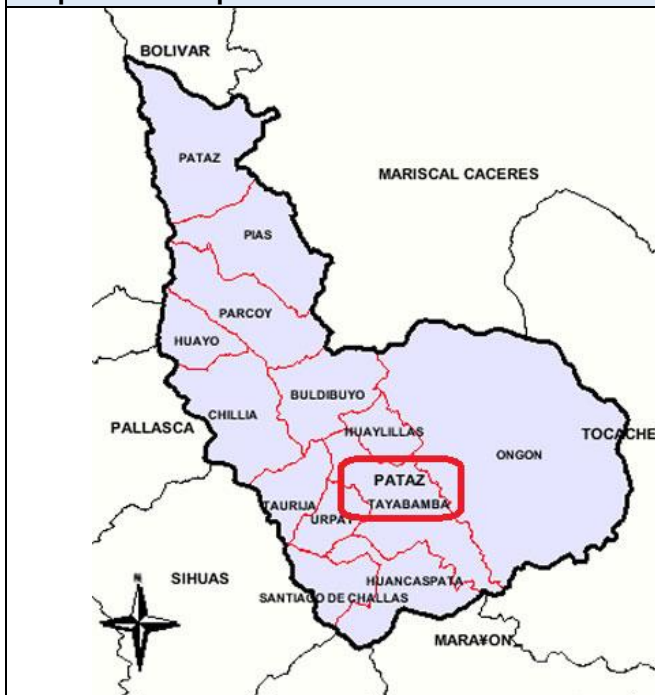 BOLIVAR
PATAZ
MARISCAL CACERES
PIAS
PARCOY
HUAYO
BULDIBUYO
CHILLIA
PALLASCA
HUAYLILLAS
TOCACHE
ONGON
PATAZ
TAYABAMBA
TAURIJA
URPAY
SIHUAS
HUANCASPATA
SANTIAGO DE CHALLAS
MARA¥ON
N